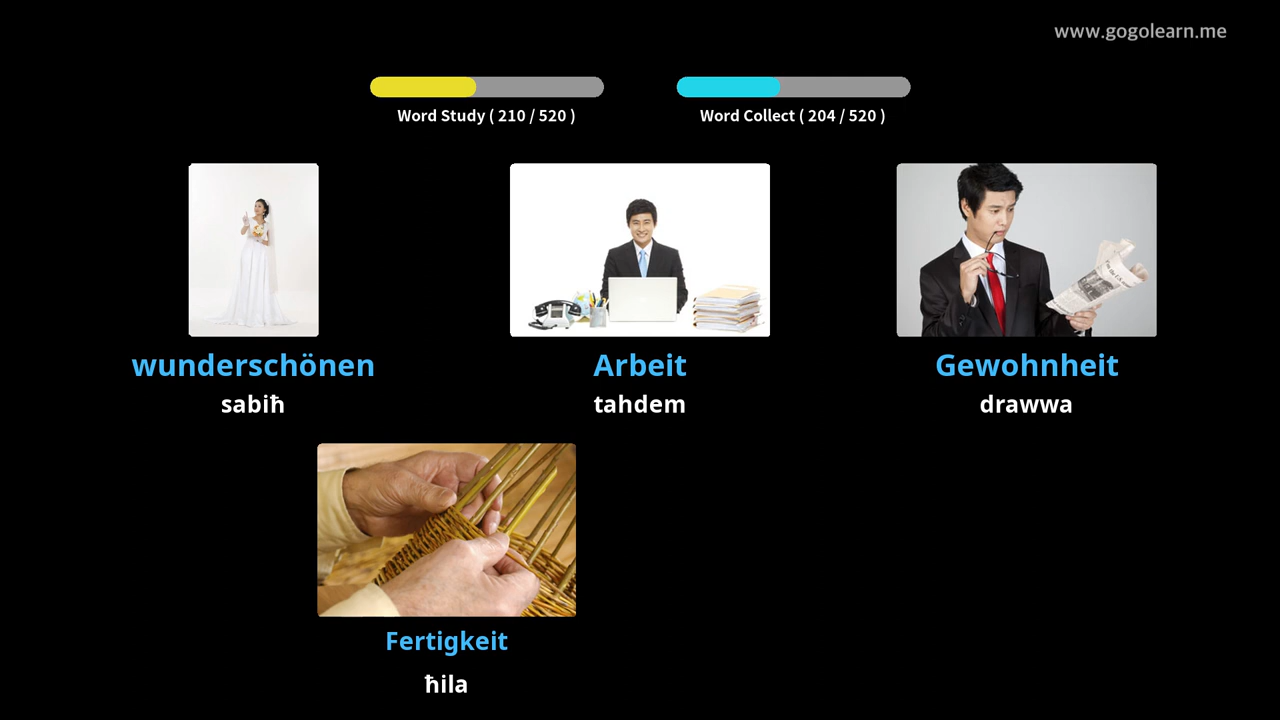 www.gogolearn.me
Word Study ( 210 / 520 )
Word Collect ( 204 / 520 )
wunderschönen
sabiħ
Arbeit
tahdem
Gewohnheit
drawwa
Fertigkeit
ħila